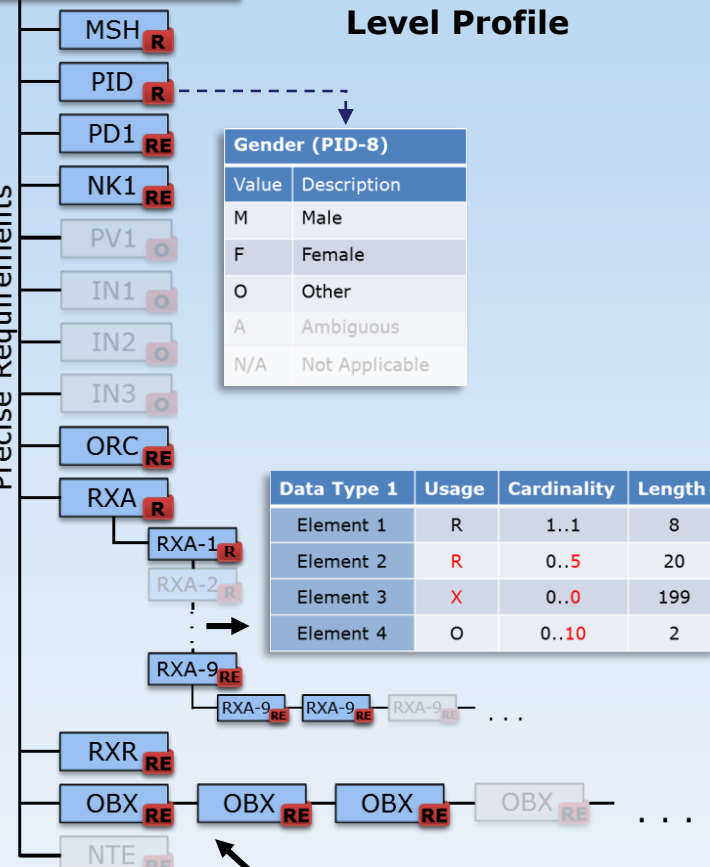 Level Profile
Precise Requirements
MSH R
PID R
PD1 RE
NK1 RE
PV1 O
IN1 O
IN2 O
IN3 O
ORC RE
RXA R
Gender (PID-8)
Value Description
M Male
F Female
O Other
A Ambiguous
N/A Not Applicable
Data Type 1 Usage Cardinality Length
Element 1 R 1..1 8
Element 2 R 0..5 20
Element 3 X 0..0 199
Element 4 O 0..10 2
RXA-1 R
RXA-2 R
RXA-9 RE
RXA-9 RE RXA-9 RE RXA-9 RE . . .
RXR RE
OBX RE OBX RE OBX RE OBX RE . . .
NTE RE